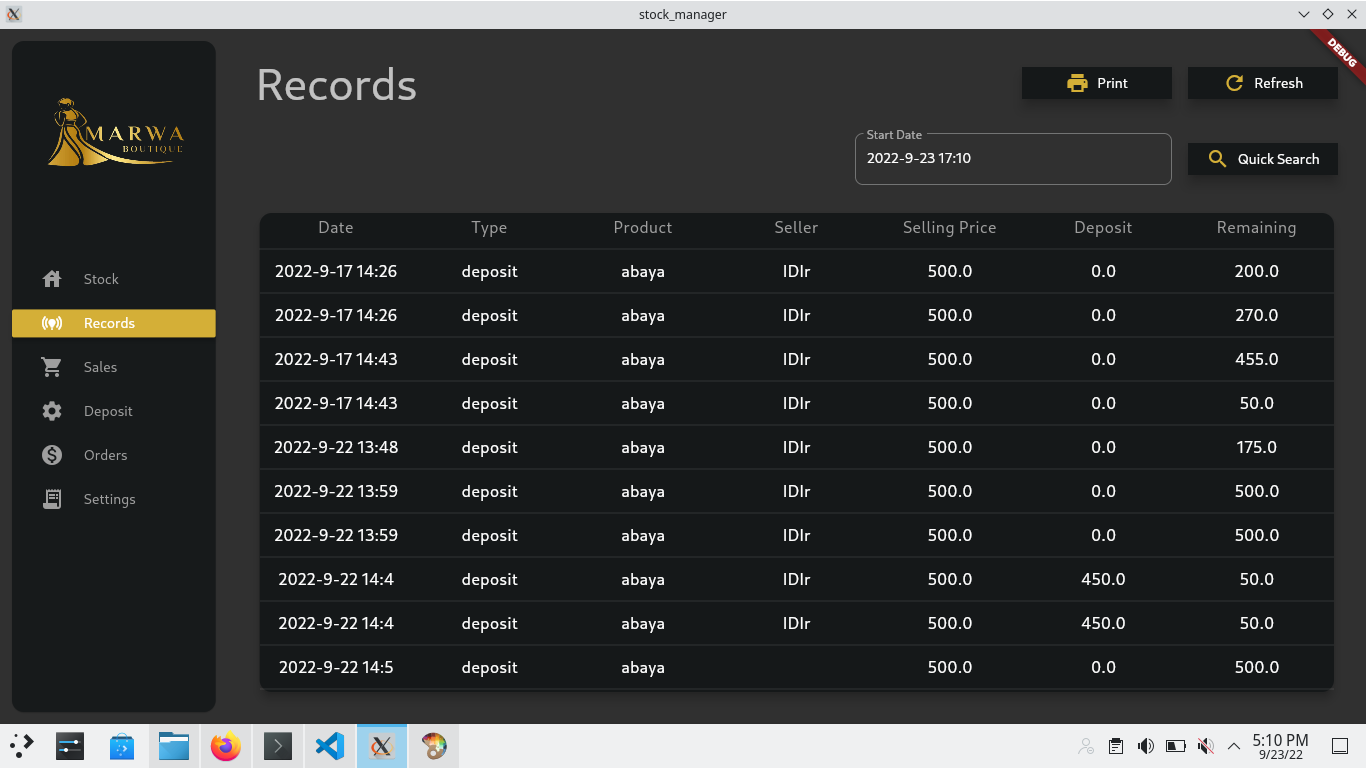 stock_manager
DEBUG
MARWA
BOUTIQUE
Stock
Records
Sales
Deposit
Orders
Settings
Records
Print
Refresh
Start Date
2022-9-23 17:10
Quick Search
Date Type Product Seller Selling Price Deposit Remaining
2022-9-17 14:26 deposit abaya IDIr 500.0 0.0 200.0
2022-9-17 14:26 deposit abaya IDIr 500.0 0.0 270.0
2022-9-17 14:43 deposit abaya IDIr 500.0 0.0 455.0
2022-9-17 14:43 deposit abaya IDIr 500.0 0.0 50.0
2022-9-22 13:48 deposit abaya IDIr 500.0 0.0 175.0
2022-9-22 13:59 deposit abaya IDIr 500.0 0.0 500.0
2022-9-22 13:59 deposit abaya IDIr 500.0 0.0 500.0
2022-9-22 14:4 deposit abaya IDIr 500.0 450.0 50.0
2022-9-22 14:4 deposit abaya IDIr 500.0 450.0 50.0
2022-9-22 14:5 deposit abaya 500.0 0.0 500.0
5:10 PM
9/23/22